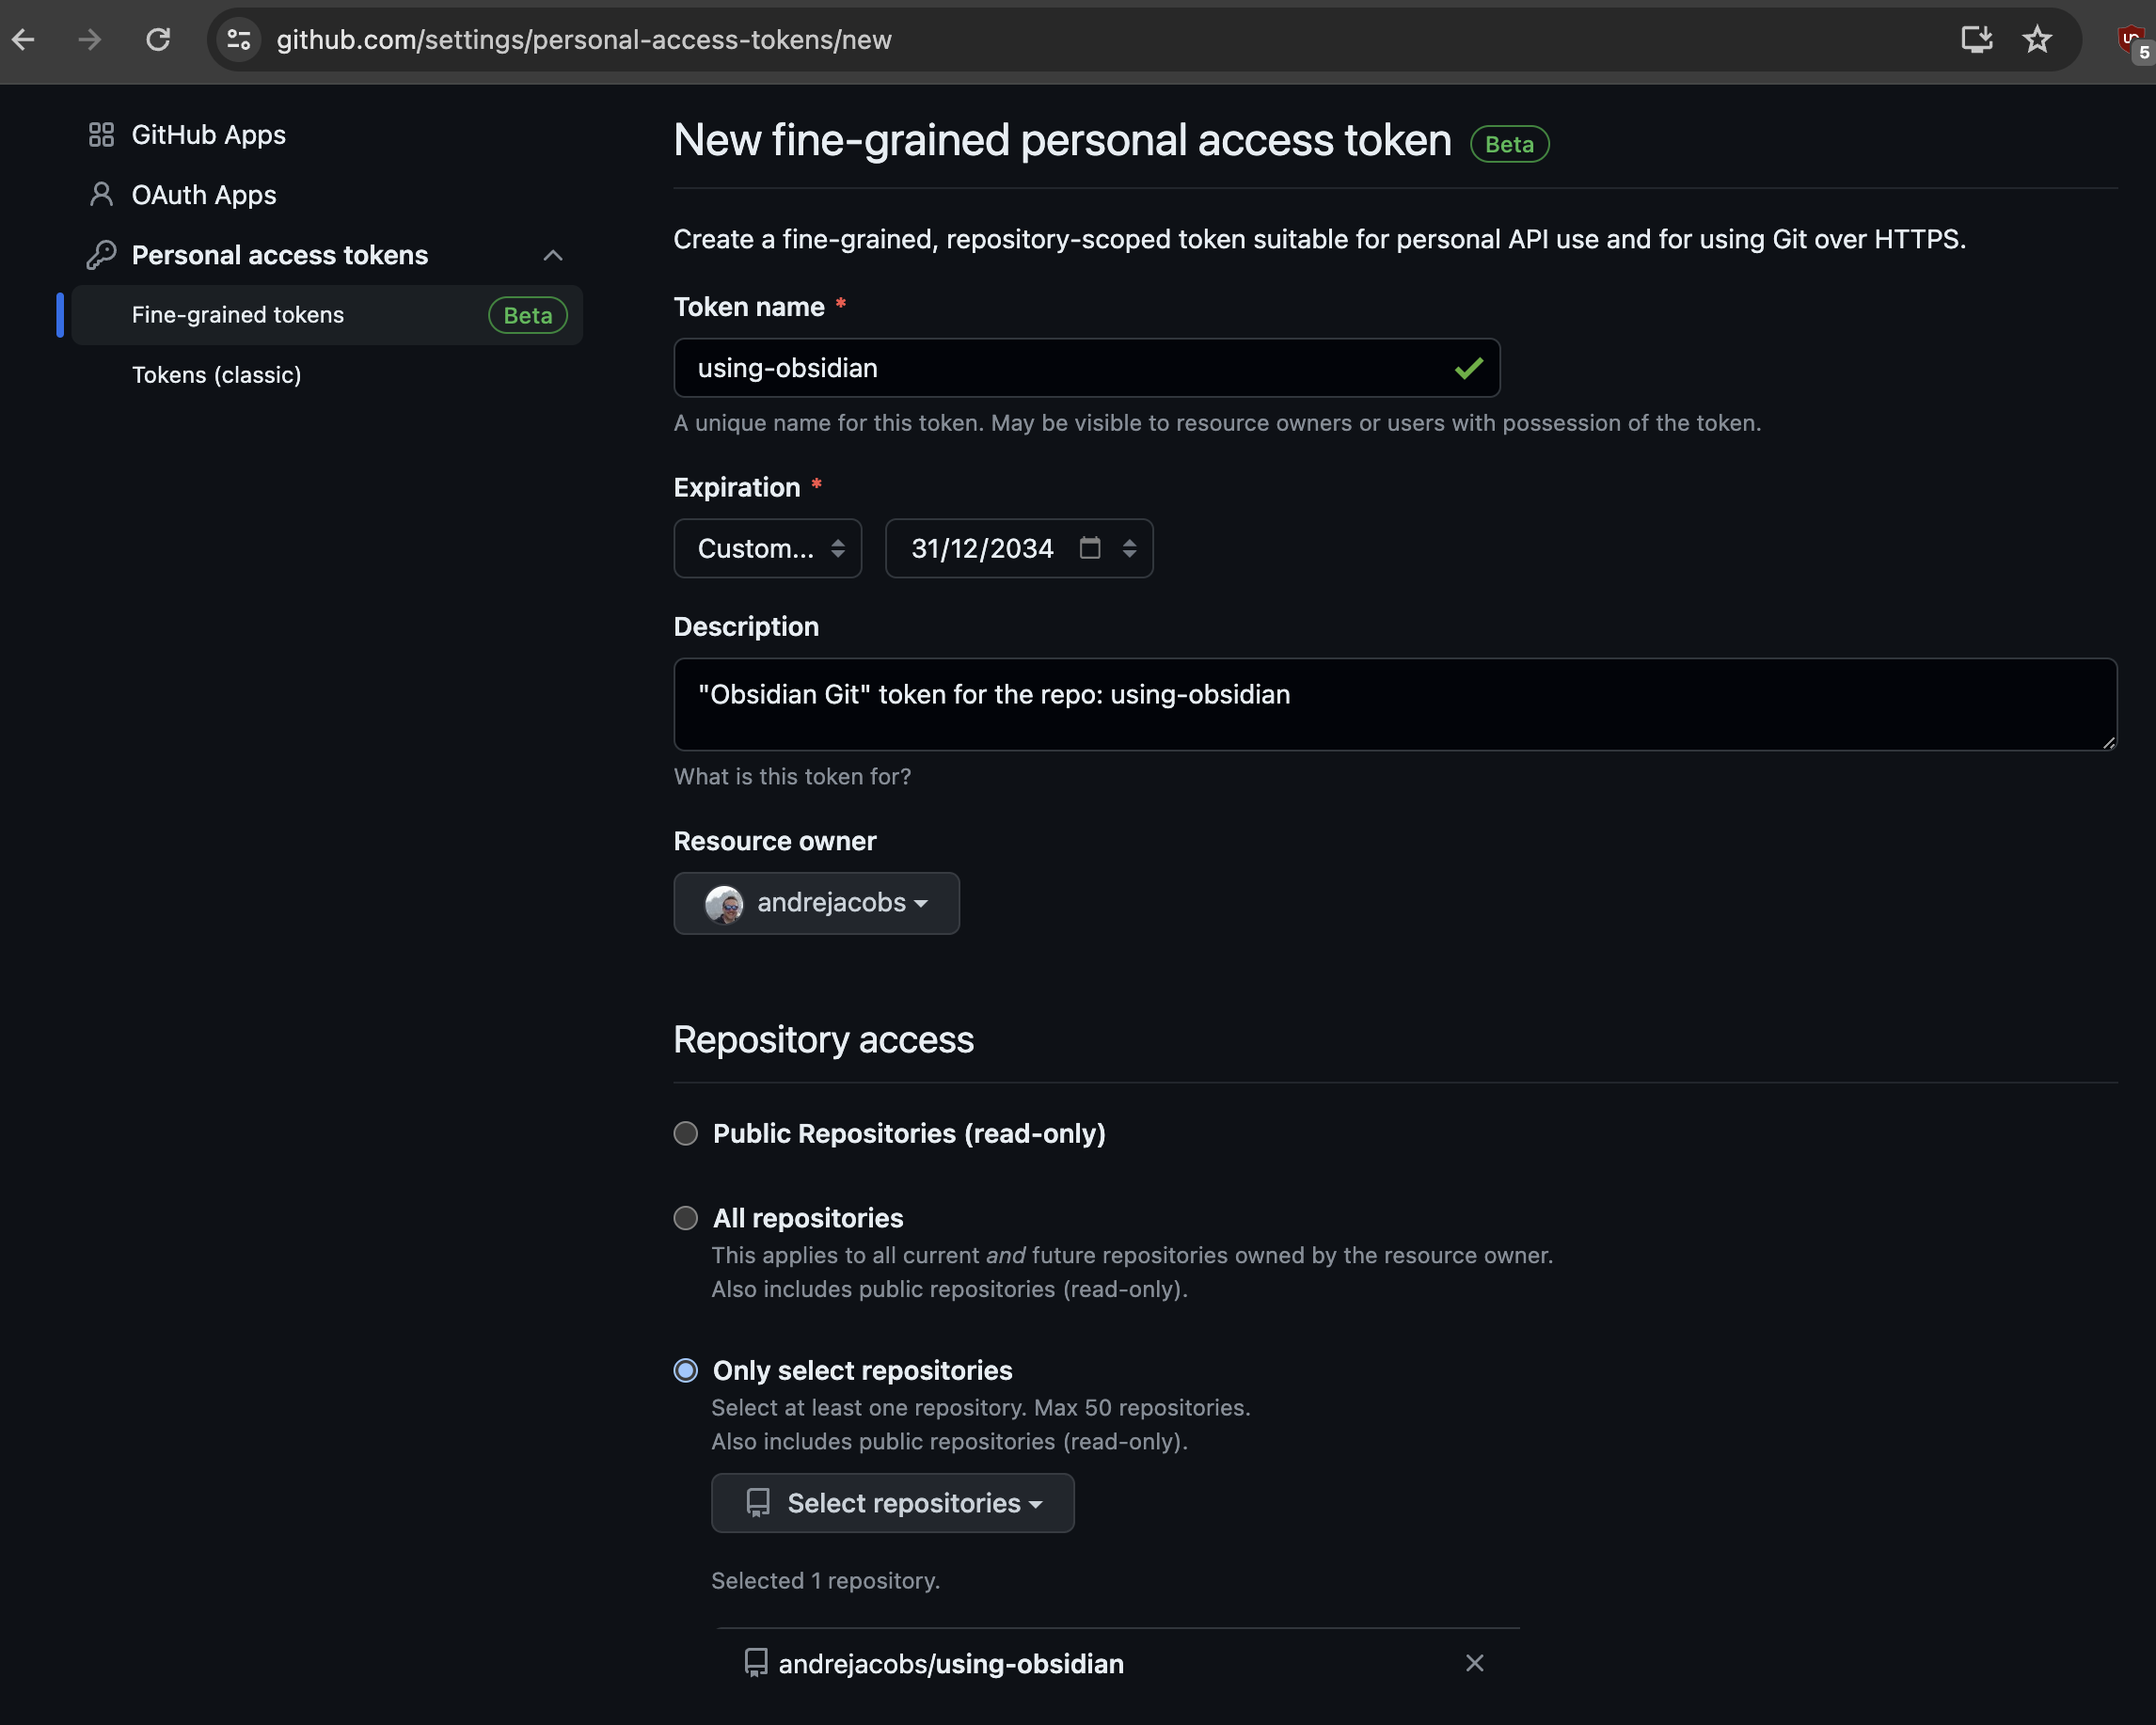 github.com/settings/personal-access-tokens/new
5
GitHub Apps
OAuth Apps
Personal access tokens
Fine-grained tokens Beta
Tokens (classic)
New fine-grained personal access token Beta
Create a fine-grained, repository-scoped token suitable for personal API use and for using Git over HTTPS.
Token name *
using-obsidian
A unique name for this token. May be visible to resource owners or users with possession of the token.
Expiration *
Custom... 31/12/2034
Description
"Obsidian Git" token for the repo: using-obsidian
What is this token for?
Resource owner
andrejacobs
Repository access
Public Repositories (read-only)
All repositories
This applies to all current and future repositories owned by the resource owner.
Also includes public repositories (read-only).
Only select repositories
Select at least one repository. Max 50 repositories.
Also includes public repositories (read-only).
Select repositories
Selected 1 repository.
andrejacobs/using-obsidian